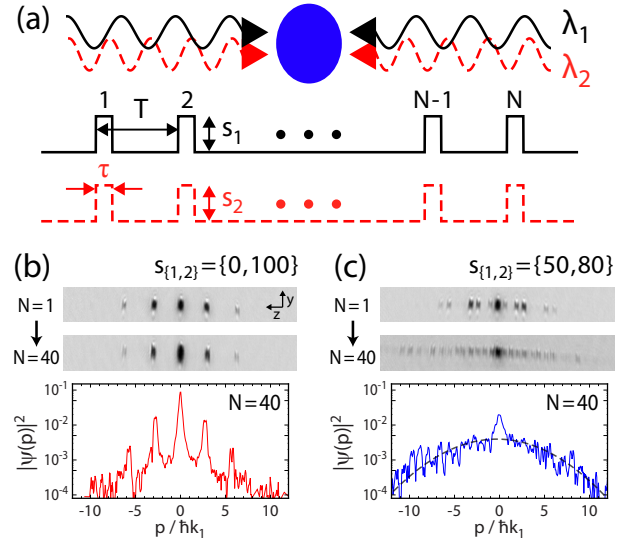 (a)
λ₁
λ₂
1 2 N-1 N
T
s₁
τ
s₂
(b) s{1,2}={0,100}
N=1
N=40
y
z
N=40
10⁻¹
10⁻²
10⁻³
10⁻⁴
|ψ(p)|²
-10 -5 0 5 10
p / ħk₁
(c) s{1,2}={50,80}
N=1
N=40
N=40
10⁻¹
10⁻²
10⁻³
10⁻⁴
|ψ(p)|²
-10 -5 0 5 10
p / ħk₁